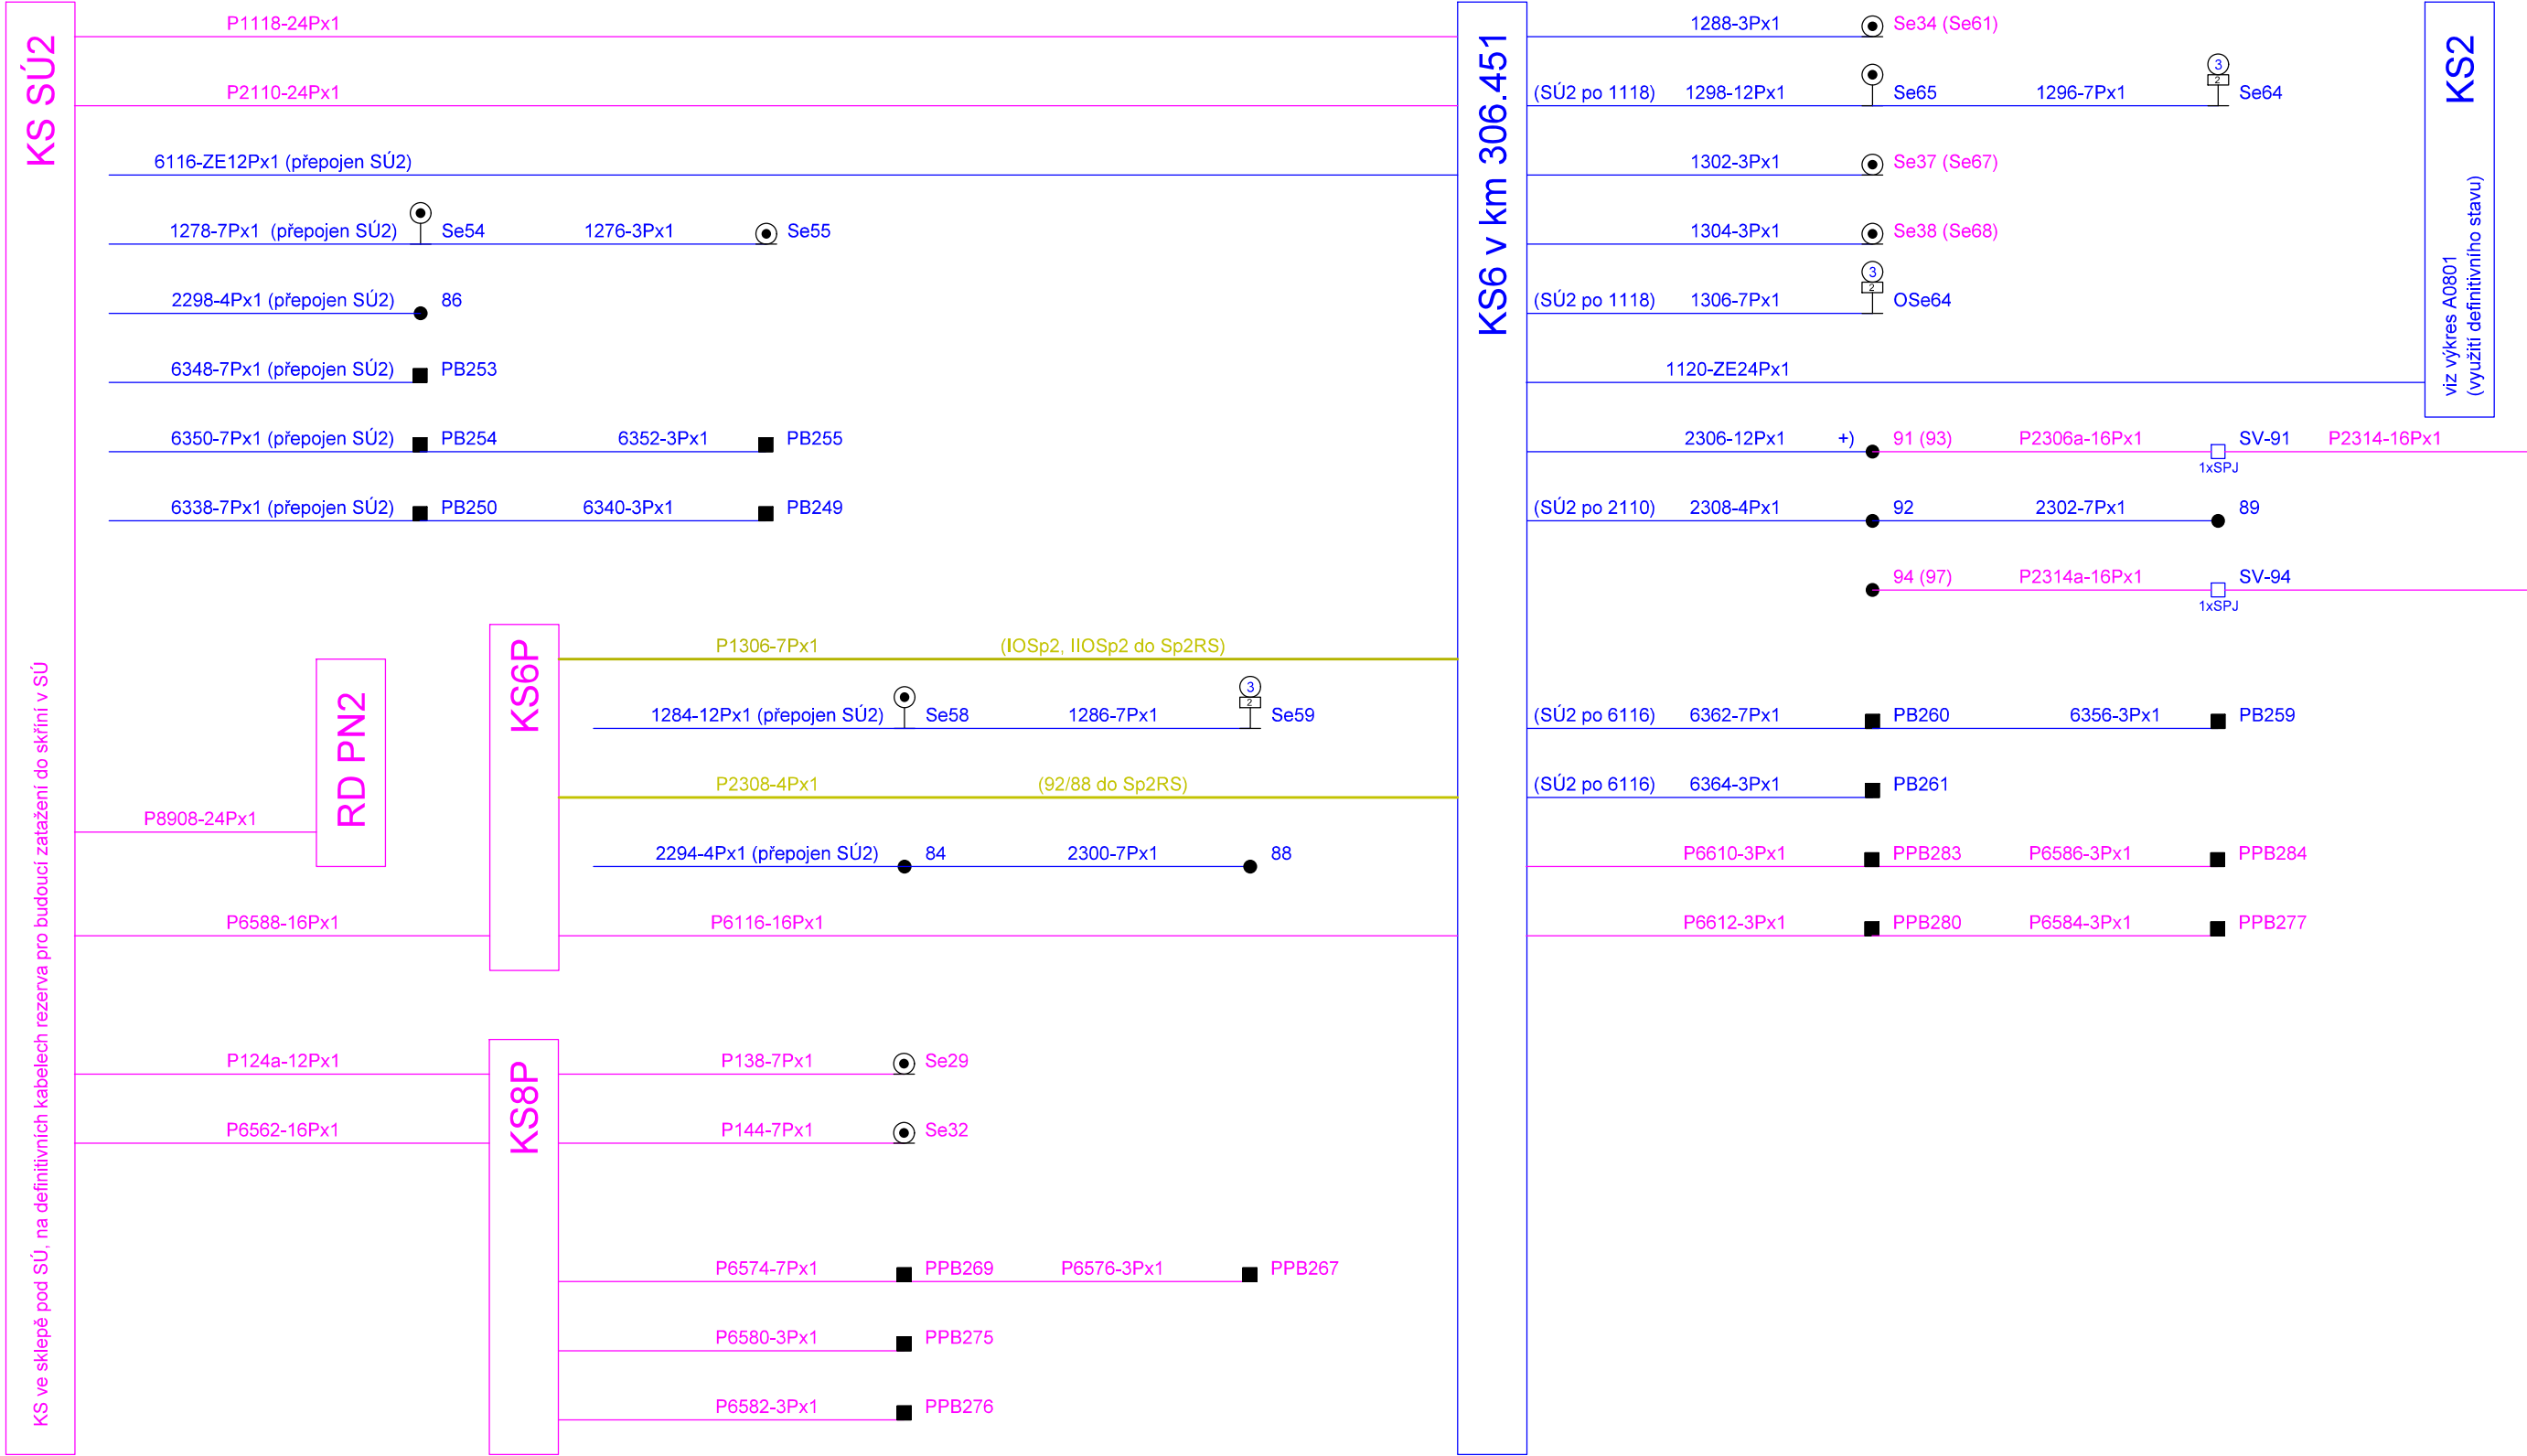 KS SÚ2
KS ve sklepě pod SÚ, na definitivních kabelech rezerva pro budoucí zatažení do skříní v SÚ
P1118-24Px1
P2110-24Px1
6116-ZE12Px1 (přepojen SÚ2)
1278-7Px1 (přepojen SÚ2) Se54 1276-3Px1 Se55
2298-4Px1 (přepojen SÚ2) 86
6348-7Px1 (přepojen SÚ2) PB253
6350-7Px1 (přepojen SÚ2) PB254 6352-3Px1 PB255
6338-7Px1 (přepojen SÚ2) PB250 6340-3Px1 PB249
RD PN2
P8908-24Px1
P6588-16Px1
KS6P
P1306-7Px1 (IOSp2, IIOSp2 do Sp2RS)
3
2
1284-12Px1 (přepojen SÚ2) Se58 1286-7Px1 Se59
P2308-4Px1 (92/88 do Sp2RS)
2294-4Px1 (přepojen SÚ2) 84 2300-7Px1 88
P6116-16Px1
P124a-12Px1
P6562-16Px1
KS8P
P138-7Px1 Se29
P144-7Px1 Se32
P6574-7Px1 PPB269 P6576-3Px1 PPB267
P6580-3Px1 PPB275
P6582-3Px1 PPB276
KS6 v km 306.451
1288-3Px1 Se34 (Se61)
3
2
(SÚ2 po 1118) 1298-12Px1 Se65 1296-7Px1 Se64
1302-3Px1 Se37 (Se67)
1304-3Px1 Se38 (Se68)
3
2
(SÚ2 po 1118) 1306-7Px1 OSe64
1120-ZE24Px1
2306-12Px1 +) 91 (93) P2306a-16Px1 SV-91 P2314-16Px1
1xSPJ
(SÚ2 po 2110) 2308-4Px1 92 2302-7Px1 89
94 (97) P2314a-16Px1 SV-94
1xSPJ
(SÚ2 po 6116) 6362-7Px1 PB260 6356-3Px1 PB259
(SÚ2 po 6116) 6364-3Px1 PB261
P6610-3Px1 PPB283 P6586-3Px1 PPB284
P6612-3Px1 PPB280 P6584-3Px1 PPB277
KS2
viz výkres A0801
(využití definitivního stavu)